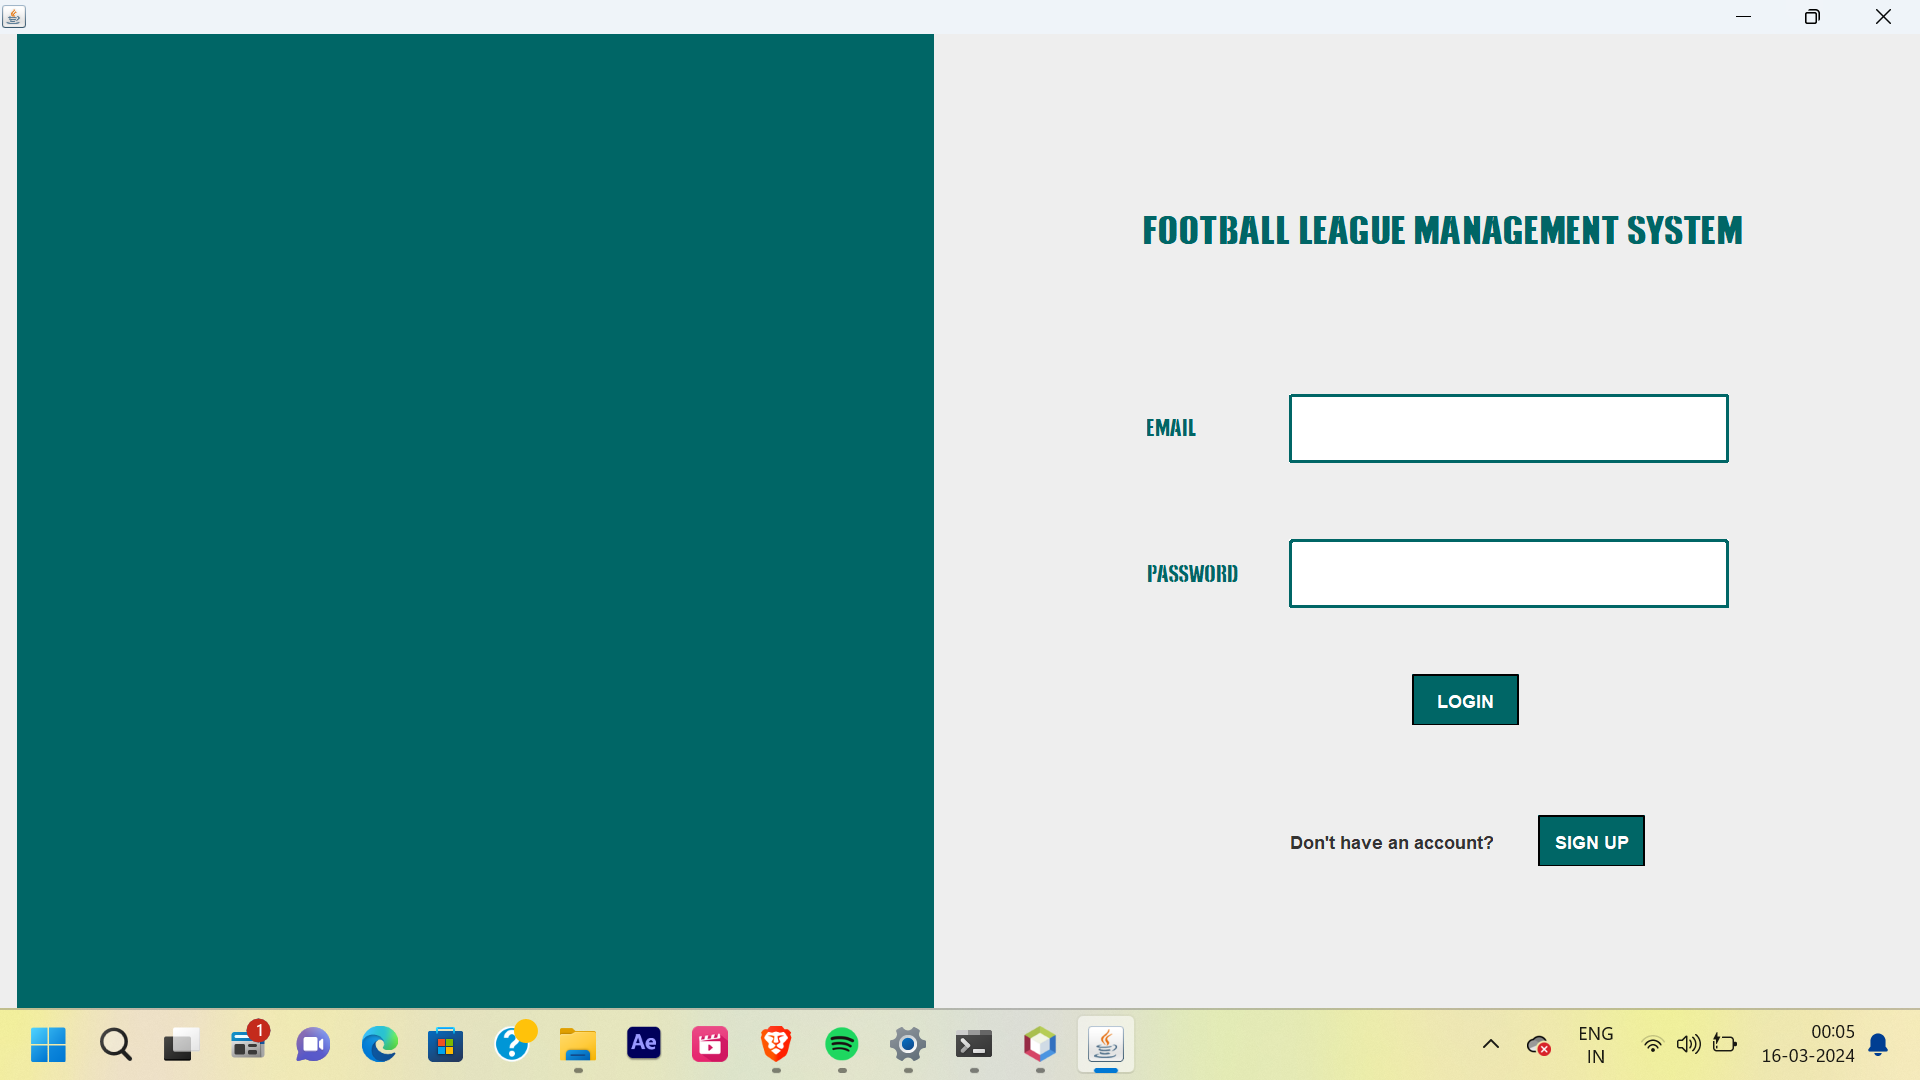 FOOTBALL LEAGUE MANAGEMENT SYSTEM
EMAIL
PASSWORD
LOGIN
Don't have an account?
SIGN UP
1
?
Ae
ENG
IN
00:05
16-03-2024